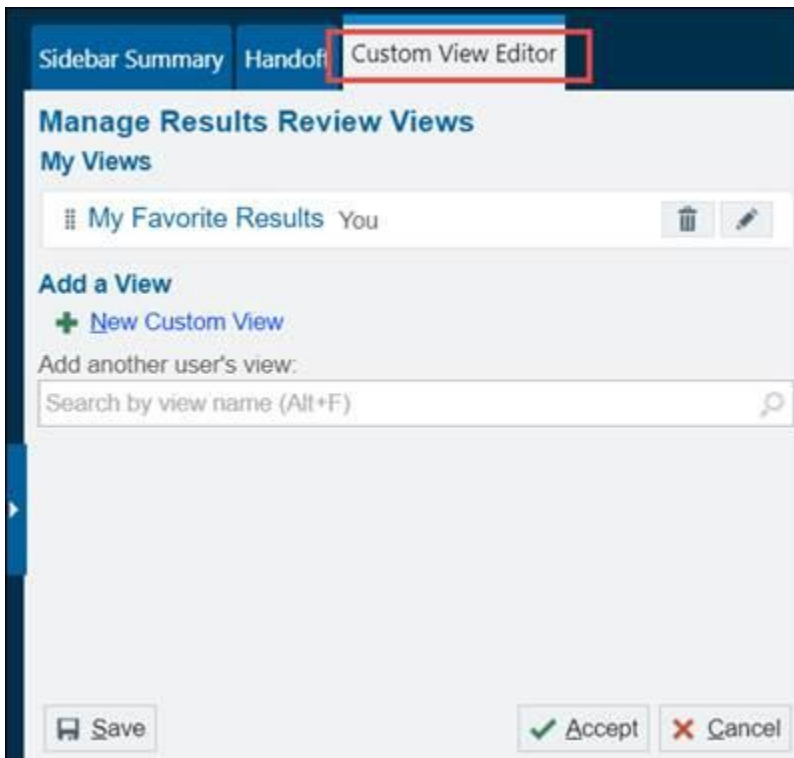 Sidebar Summary Handoff Custom View Editor
Manage Results Review Views
My Views
My Favorite Results You
Add a View
New Custom View
Add another user's view:
Search by view name (Alt+F)
Save Accept Cancel